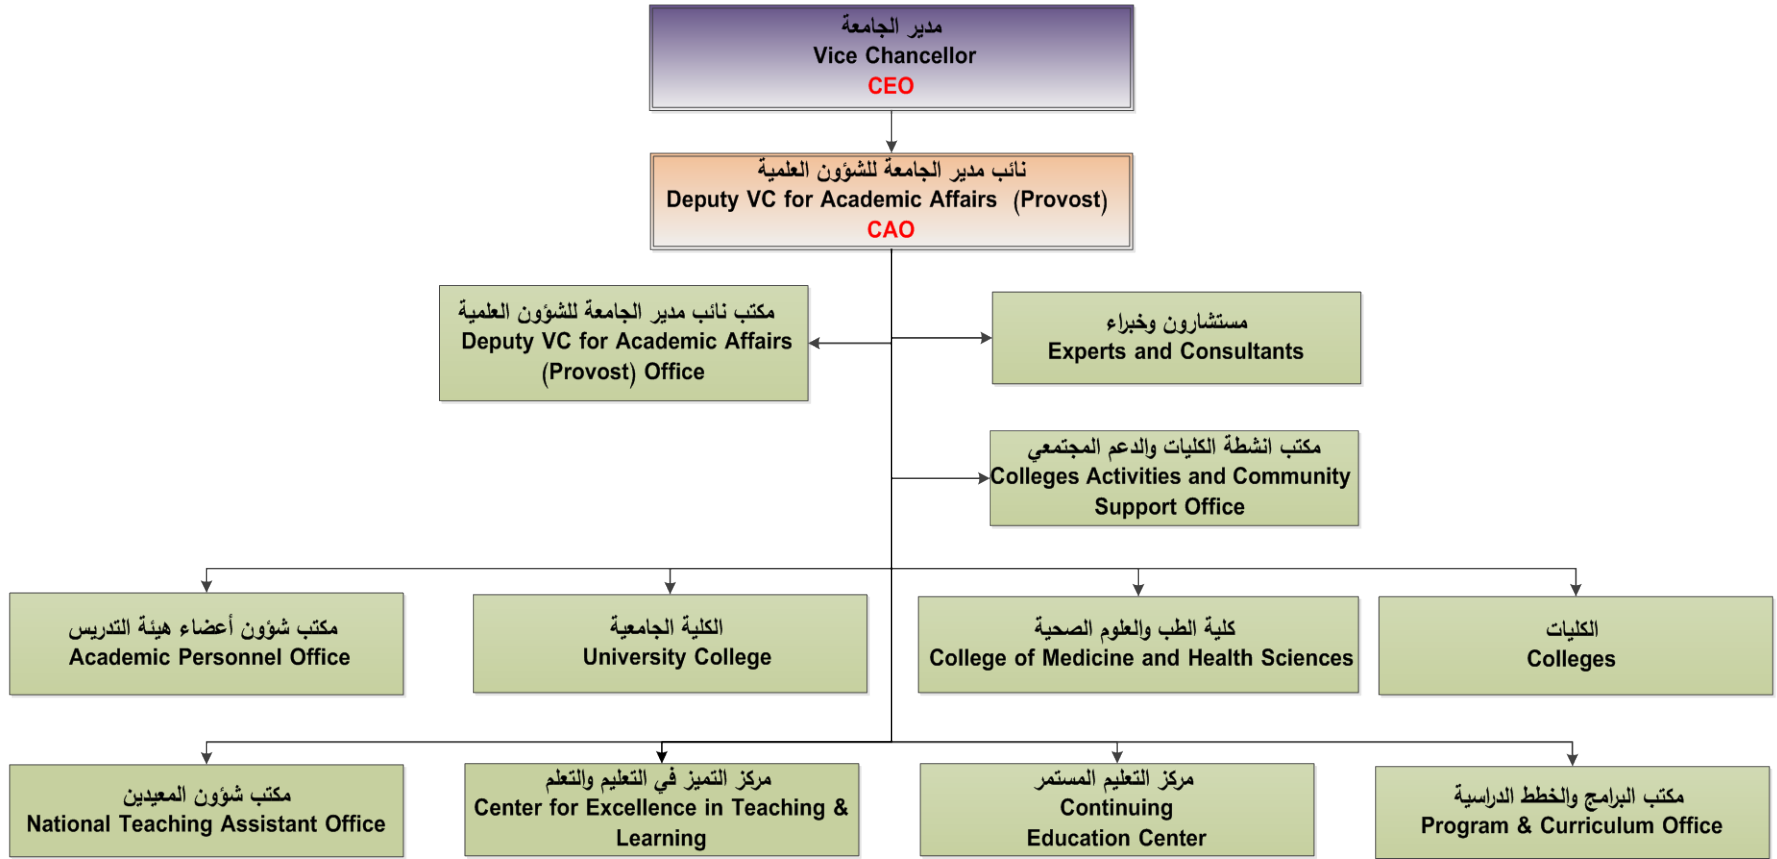 مدير الجامعة
Vice Chancellor
CEO
نائب مدير الجامعة للشؤون العلمية
Deputy VC for Academic Affairs (Provost)
CAO
مكتب نائب مدير الجامعة للشؤون العلمية
Deputy VC for Academic Affairs
(Provost) Office
مستشارون وخبراء
Experts and Consultants
مكتب انشطة الكليات والدعم المجتمعي
Colleges Activities and Community
Support Office
مكتب شؤون أعضاء هيئة التدريس
Academic Personnel Office
الكلية الجامعية
University College
كلية الطب والعلوم الصحية
College of Medicine and Health Sciences
الكليات
Colleges
مكتب شؤون المعيدين
National Teaching Assistant Office
مركز التميز في التعليم والتعلم
Center for Excellence in Teaching &
Learning
مركز التعليم المستمر
Continuing
Education Center
مكتب البرامج والخطط الدراسية
Program & Curriculum Office